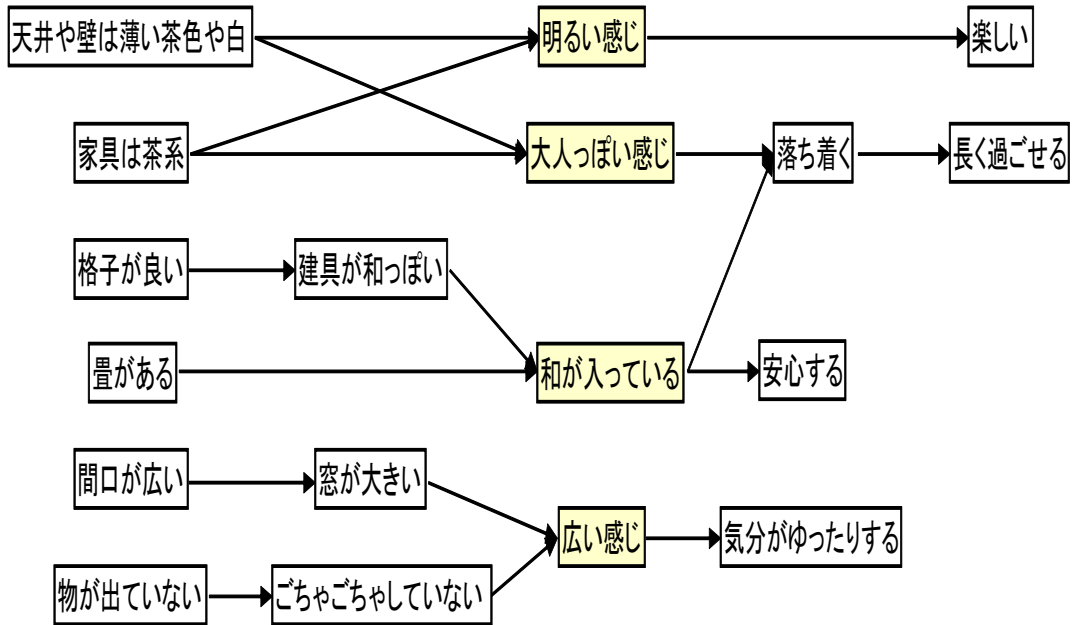 天井や壁は薄い茶色や白
明るい感じ
楽しい
家具は茶系
大人っぽい感じ
落ち着く
長く過ごせる
格子が良い
建具が和っぽい
畳がある
和が入っている
安心する
間口が広い
窓が大きい
広い感じ
気分がゆったりする
物が出ていない
ごちゃごちゃしていない